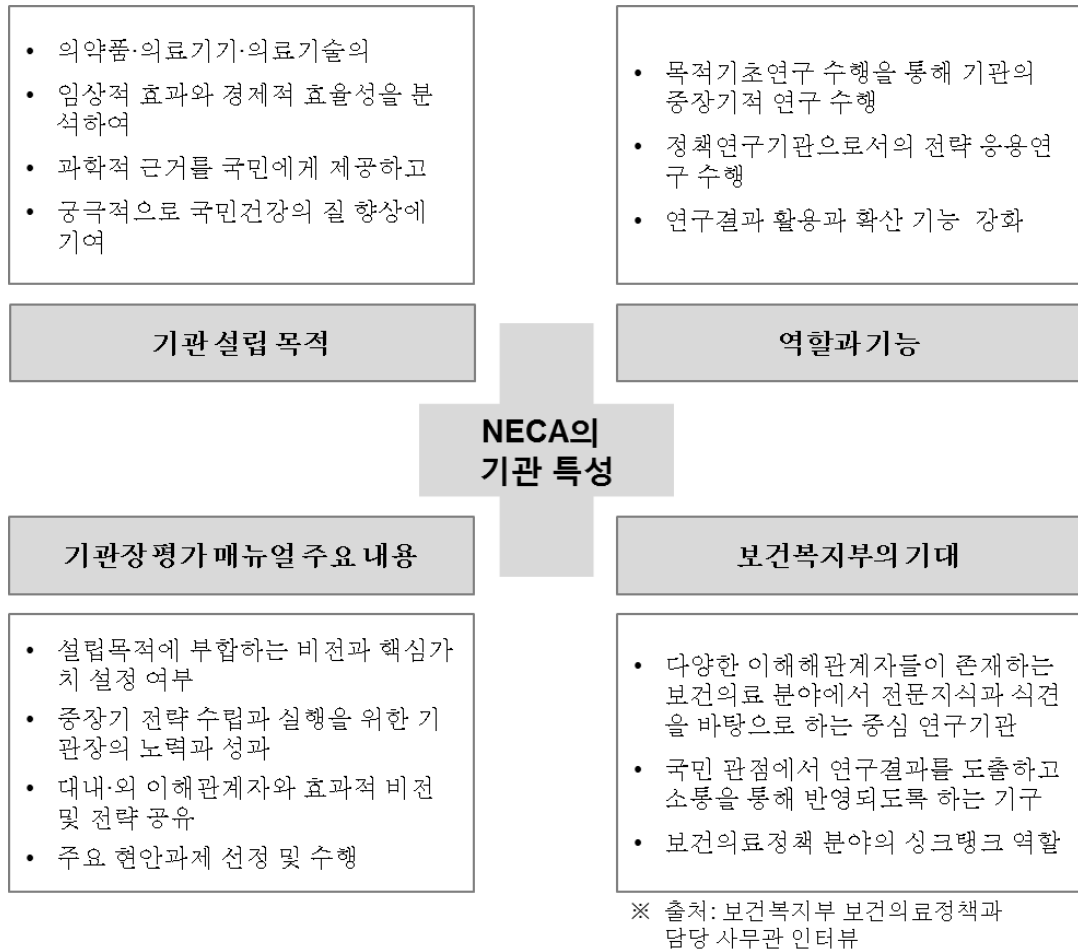 • 의약품·의료기기·의료기술의
• 임상적 효과와 경제적 효율성을 분
석하여
• 과학적 근거를 국민에게 제공하고
• 궁극적으로 국민건강의 질 향상에
기여
기관 설립 목적
• 목적기초연구 수행을 통해 기관의
중장기적 연구 수행
• 정책연구기관으로서의 전략 응용연
구 수행
• 연구결과 활용과 확산 기능 강화
역할과 기능
NECA의
기관 특성
기관장 평가 매뉴얼 주요 내용
• 설립목적에 부합하는 비전과 핵심가
치 설정 여부
• 중장기 전략 수립과 실행을 위한 기
관장의 노력과 성과
• 대내·외 이해관계자와 효과적 비전
및 전략 공유
• 주요 현안과제 선정 및 수행
보건복지부의 기대
• 다양한 이해해관계자들이 존재하는
보건의료 분야에서 전문지식과 식견
을 바탕으로 하는 중심 연구기관
• 국민 관점에서 연구결과를 도출하고
소통을 통해 반영되도록 하는 기구
• 보건의료정책 분야의 싱크탱크 역할
※ 출처: 보건복지부 보건의료정책과
담당 사무관 인터뷰